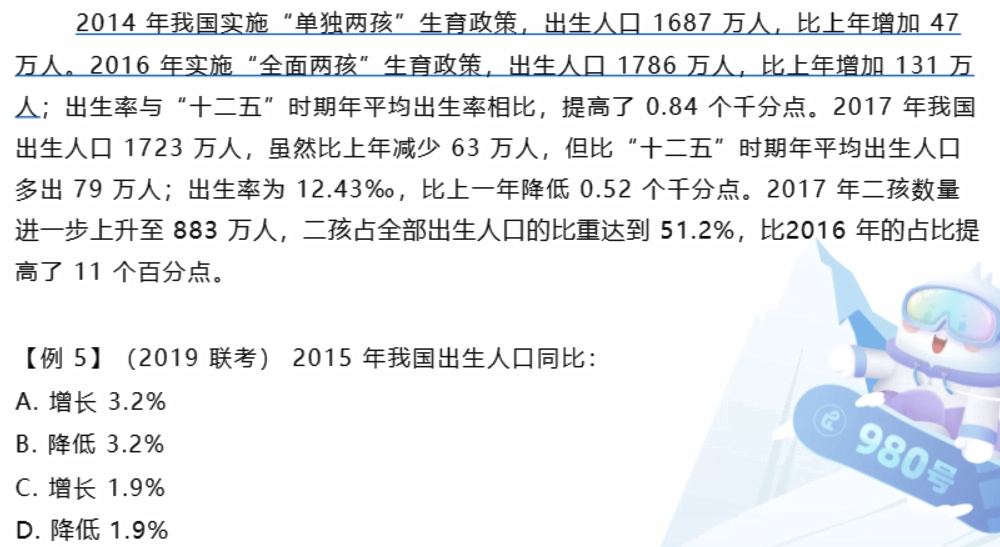 2014 年我国实施“单独两孩”生育政策，出生人口 1687 万人，比上年增加 47
万人。2016 年实施“全面两孩”生育政策，出生人口 1786 万人，比上年增加 131 万
人；出生率与“十二五”时期年平均出生率相比，提高了 0.84 个千分点。2017 年我国
出生人口 1723 万人，虽然比上年减少 63 万人，但比“十二五”时期年平均出生人口
多出 79 万人；出生率为 12.43‰，比上一年降低 0.52 个千分点。2017 年二孩数量
进一步上升至 883 万人，二孩占全部出生人口的比重达到 51.2%，比2016 年的占比提
高了 11 个百分点。
【例 5】（2019 联考） 2015 年我国出生人口同比：
A. 增长 3.2%
B. 降低 3.2%
C. 增长 1.9%
D. 降低 1.9%
980号